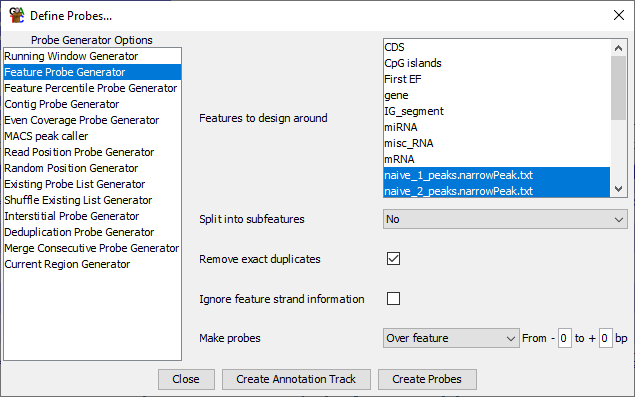 Define Probes...
Probe Generator Options
Running Window Generator
Feature Probe Generator
Feature Percentile Probe Generator
Contig Probe Generator
Even Coverage Probe Generator
MACS peak caller
Read Position Probe Generator
Random Position Generator
Existing Probe List Generator
Shuffle Existing List Generator
Interstitial Probe Generator
Deduplication Probe Generator
Merge Consecutive Probe Generator
Current Region Generator
Features to design around
CDS
CpG islands
First EF
gene
IG_segment
miRNA
misc_RNA
mRNA
naive_1_peaks.narrowPeak.txt
naive_2_peaks.narrowPeak.txt
Split into subfeatures No
Remove exact duplicates
Ignore feature strand information
Make probes Over feature From - 0 to + 0 bp
Close Create Annotation Track Create Probes